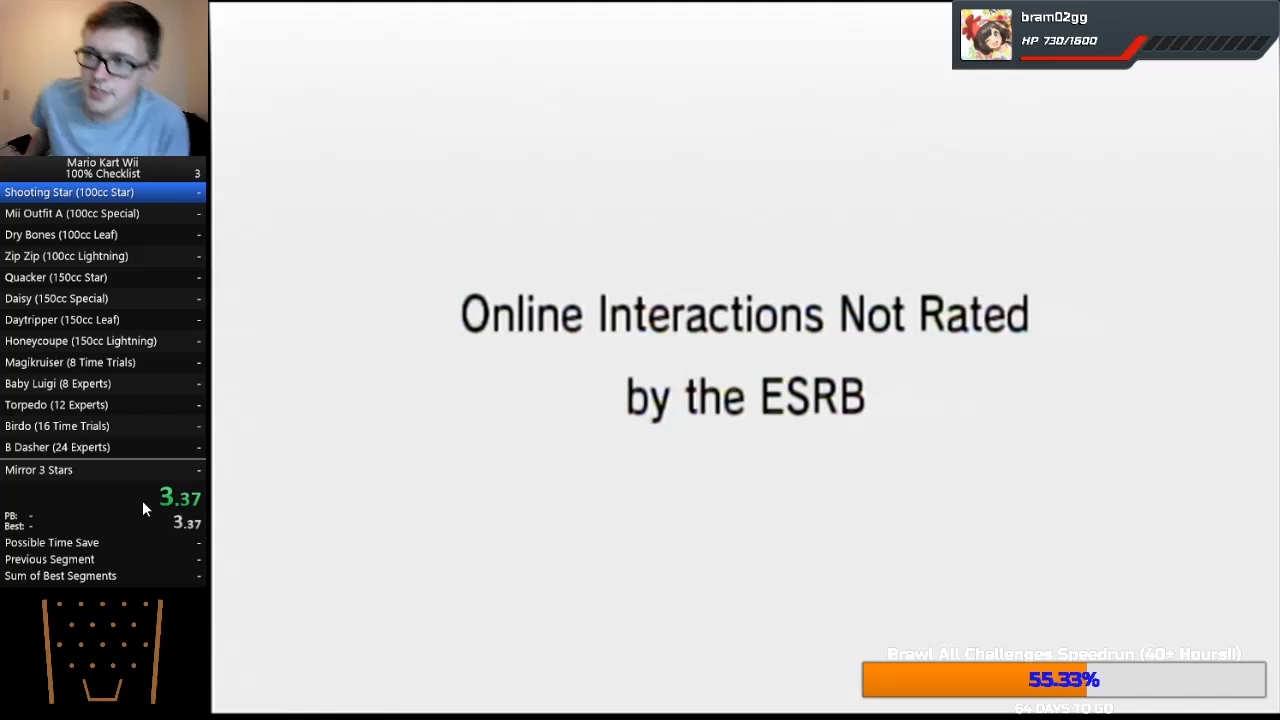 bram02gg
HP 730/1600
Mario Kart Wii
100% Checklist 3
Shooting Star (100cc Star) -
Mii Outfit A (100cc Special) -
Dry Bones (100cc Leaf) -
Zip Zip (100cc Lightning) -
Quacker (150cc Star) -
Daisy (150cc Special) -
Daytripper (150cc Leaf) -
Honeycoupe (150cc Lightning) -
Magikruiser (8 Time Trials) -
Baby Luigi (8 Experts) -
Torpedo (12 Experts) -
Birdo (16 Time Trials) -
B Dasher (24 Experts) -
Mirror 3 Stars -
3.37
PB: -
Best: - 3.37
Possible Time Save -
Previous Segment -
Sum of Best Segments -
Online Interactions Not Rated
by the ESRB
Brawl All Challenges Speedrun (40+ Hours!!)
55.33%
64 DAYS TO GO